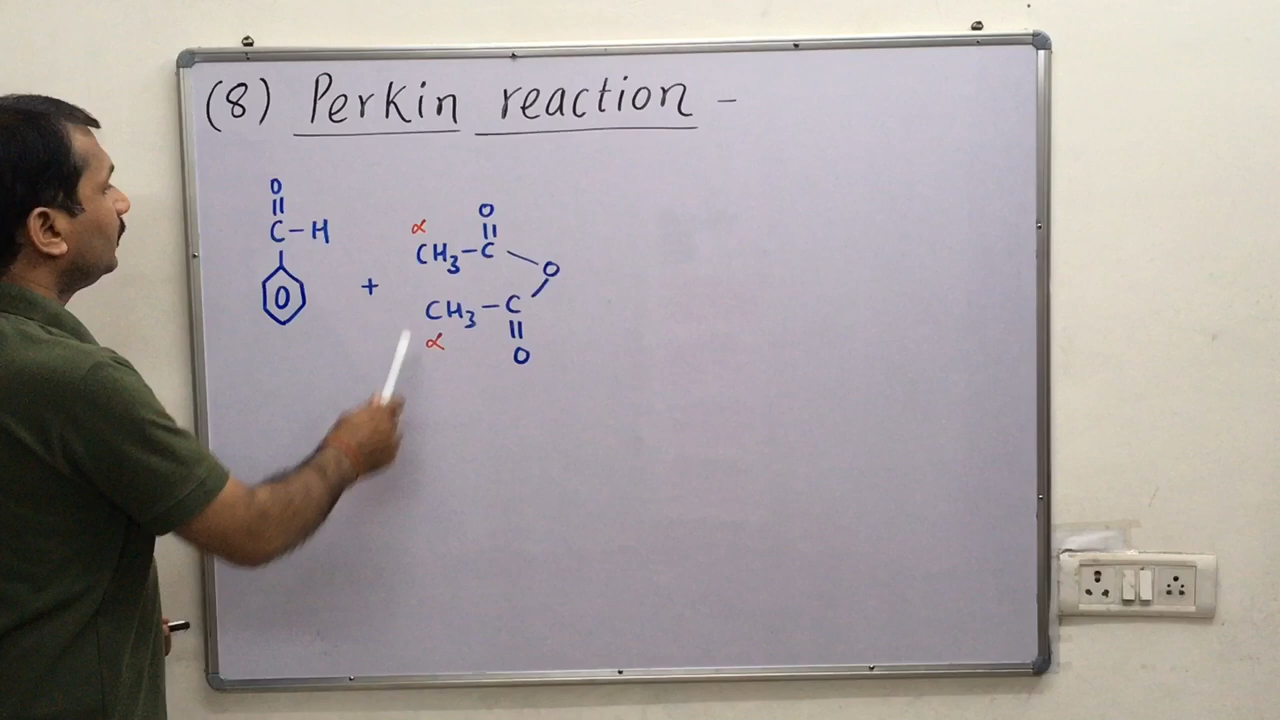 (8) Perkin reaction -
O
||
C-H
O
+
α
O
||
CH3-C
O
CH3-C
α
||
O